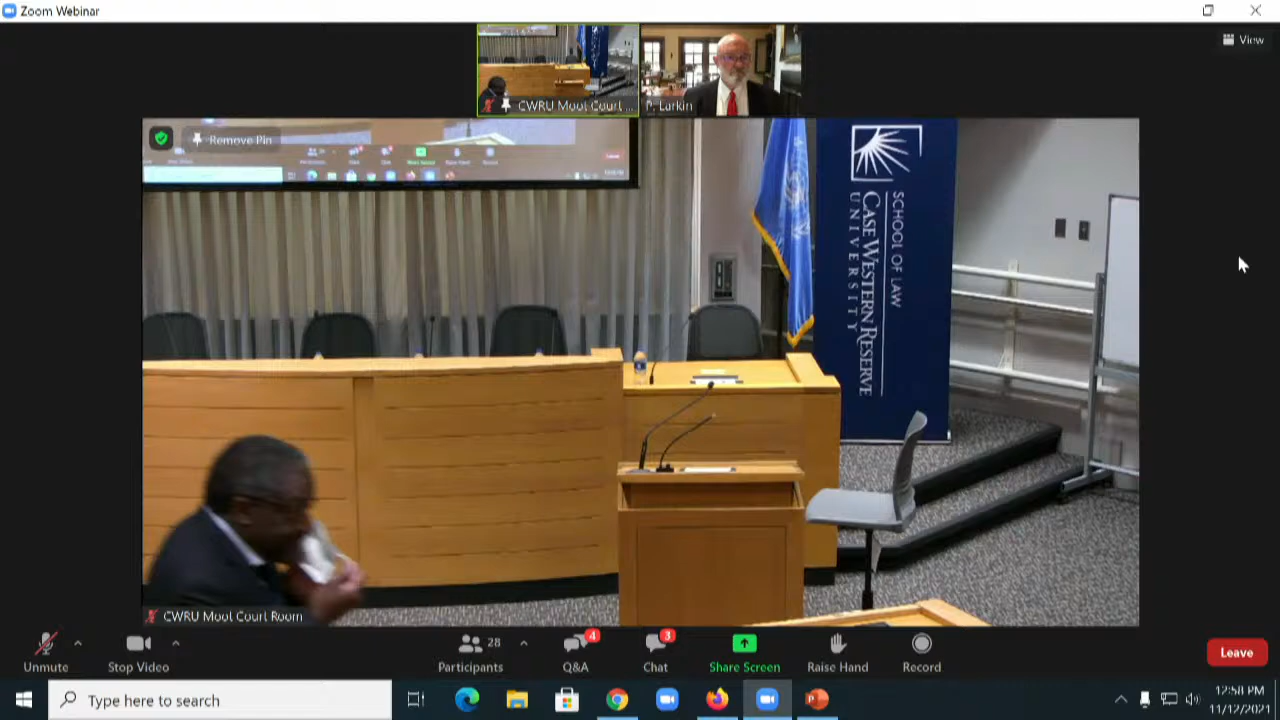 Zoom Webinar
View
CWRU Moot Court ...
P. Larkin
Remove Pin
SCHOOL OF LAW
CASE WESTERN RESERVE
UNIVERSITY
CWRU Moot Court Room
Unmute
Stop Video
Participants
28
Q&A
4
Chat
3
Share Screen
Raise Hand
Record
Leave
Type here to search
12:58 PM
11/12/2021